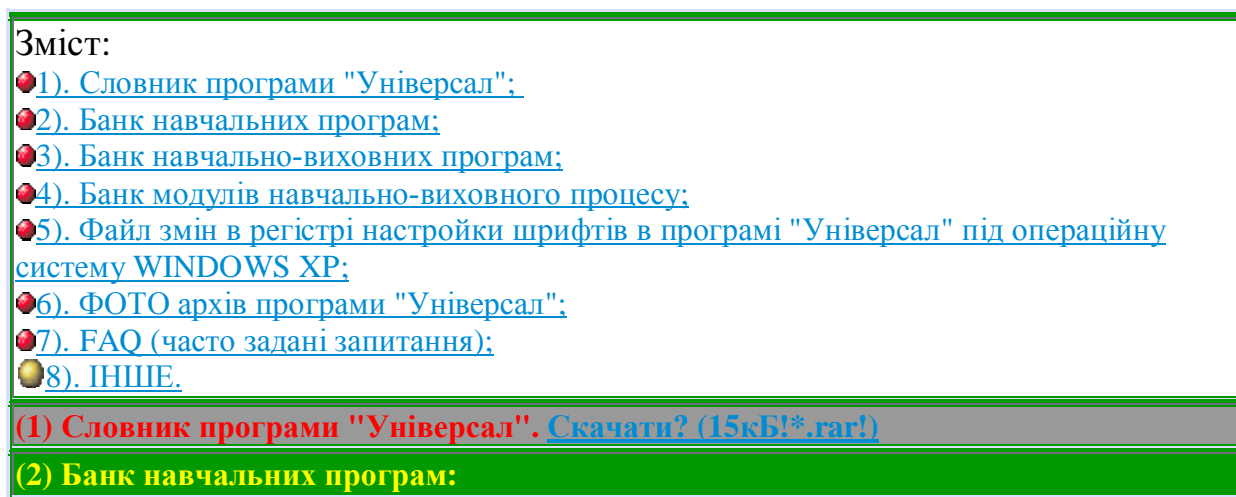 Зміст:
1). Словник програми "Універсал";
2). Банк навчальних програм;
3). Банк навчально-виховних програм;
4). Банк модулів навчально-виховного процесу;
5). Файл змін в регістрі настройки шрифтів в програмі "Універсал" під операційну
систему WINDOWS XP;
6). ФОТО архів програми "Універсал";
7). FAQ (часто задані запитання);
8). ІНШЕ.
(1) Словник програми "Універсал". Скачати? (15кБ!*.rar!)
(2) Банк навчальних програм: